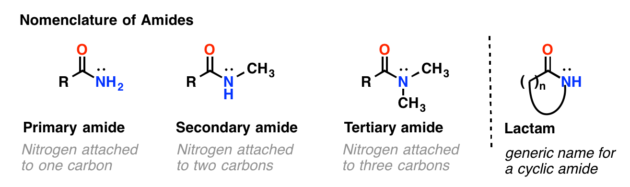 Nomenclature of Amides
O
R
NH2
O
R
N
H
CH3
O
R
N
CH3
CH3
O
( )n
NH
Primary amide
Nitrogen attached
to one carbon
Secondary amide
Nitrogen attached
to two carbons
Tertiary amide
Nitrogen attached
to three carbons
Lactam
generic name for
a cyclic amide